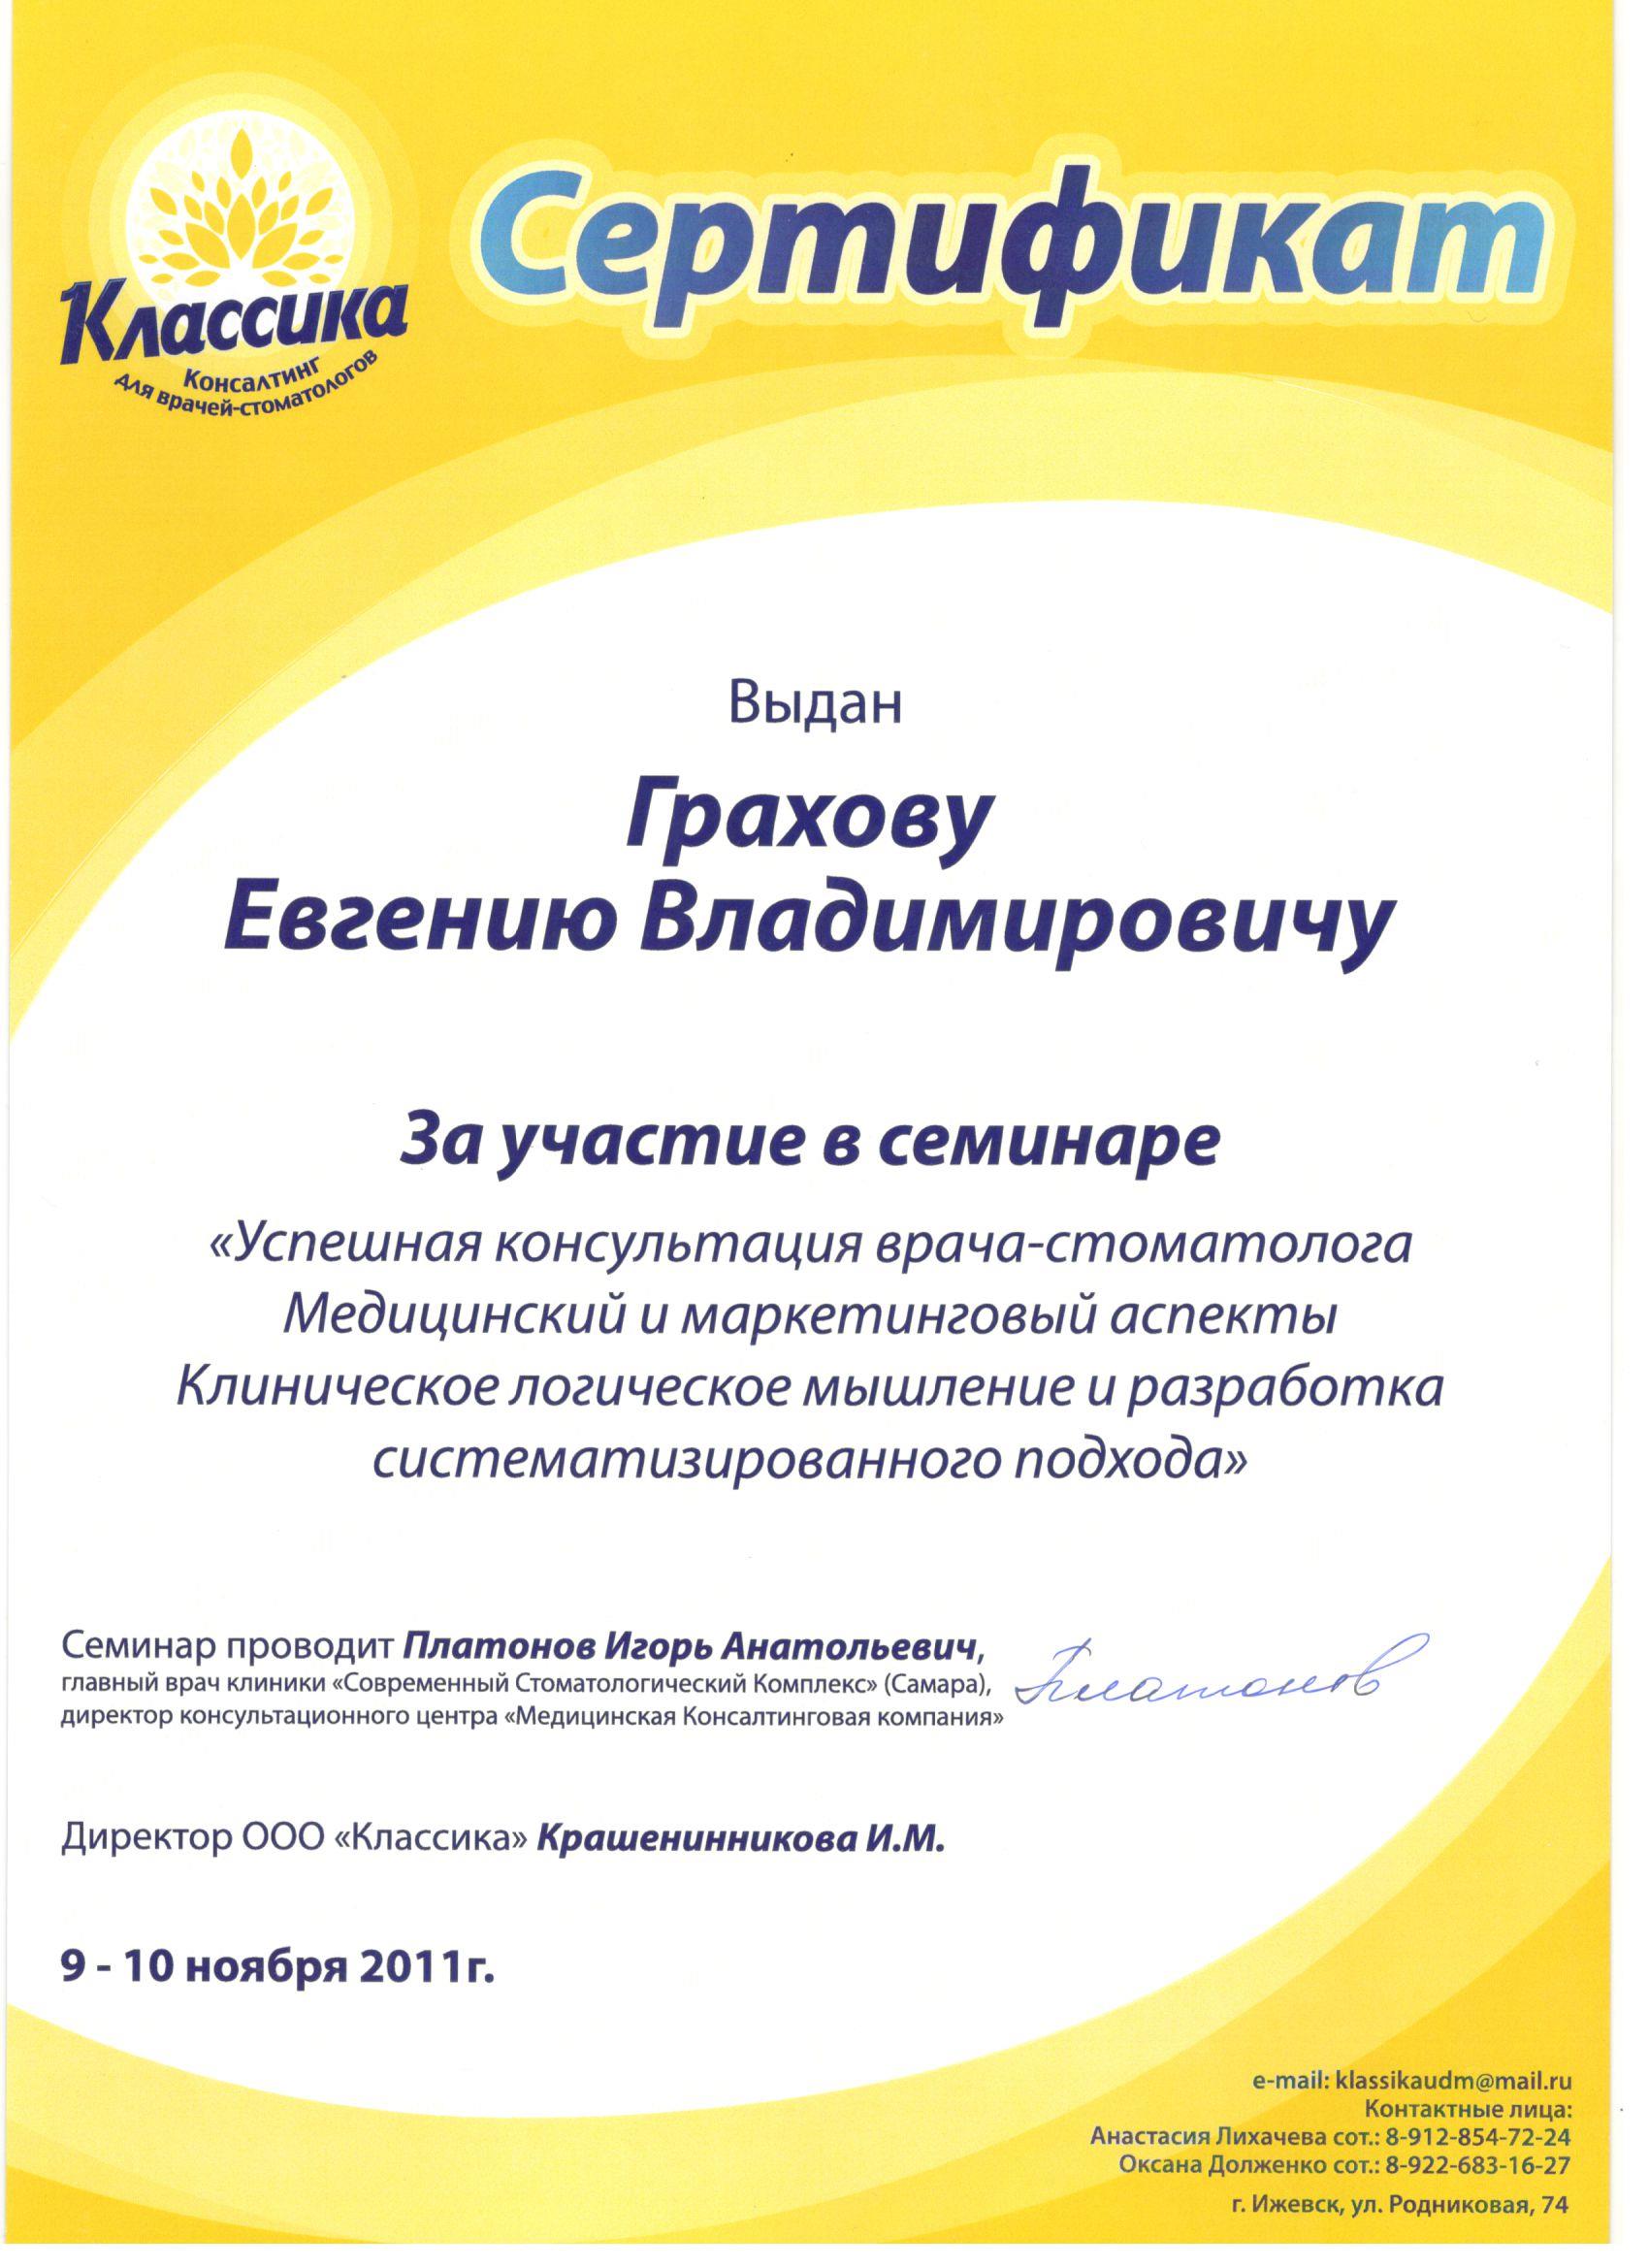 Классика
Консалтинг
для врачей-стоматологов
Сертификат
Выдан
Грахову
Евгению Владимировичу
За участие в семинаре
«Успешная консультация врача-стоматолога
Медицинский и маркетинговый аспекты
Клиническое логическое мышление и разработка
систематизированного подхода»
Семинар проводит Платонов Игорь Анатольевич,
главный врач клиники «Современный Стоматологический Комплекс» (Самара),
директор консультационного центра «Медицинская Консалтинговая компания»
Платонов
Директор ООО «Классика» Крашенинникова И.М.
9 - 10 ноября 2011г.
e-mail: klassikaudm@mail.ru
Контактные лица:
Анастасия Лихачева сот.: 8-912-854-72-24
Оксана Долженко сот.: 8-922-683-16-27
г. Ижевск, ул. Родниковая, 74